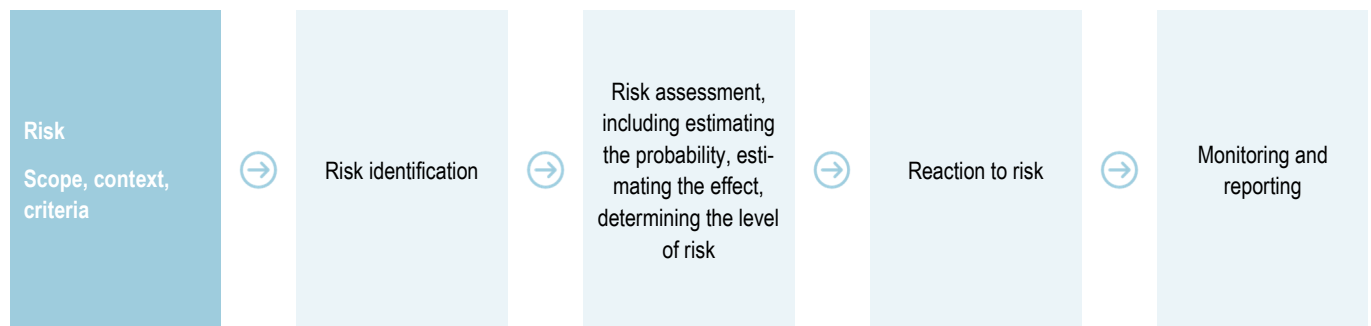 Risk
Scope, context,
criteria
Risk identification
Risk assessment,
including estimating
the probability, esti-
mating the effect,
determining the level
of risk
Reaction to risk
Monitoring and
reporting